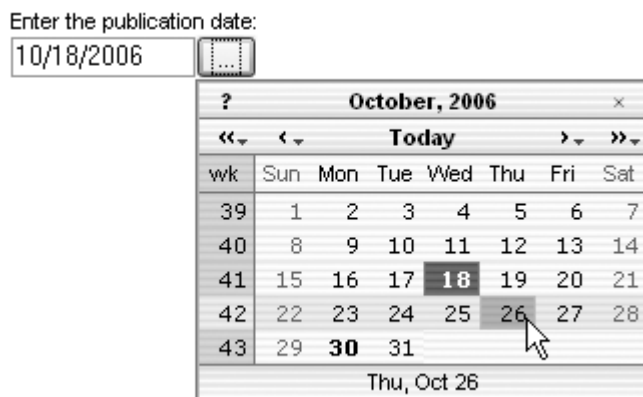 Enter the publication date:
10/18/2006 ...
? October, 2006 ×
« ‹ Today › »
wk Sun Mon Tue Wed Thu Fri Sat
39 1 2 3 4 5 6 7
40 8 9 10 11 12 13 14
41 15 16 17 18 19 20 21
42 22 23 24 25 26 27 28
43 29 30 31
Thu, Oct 26